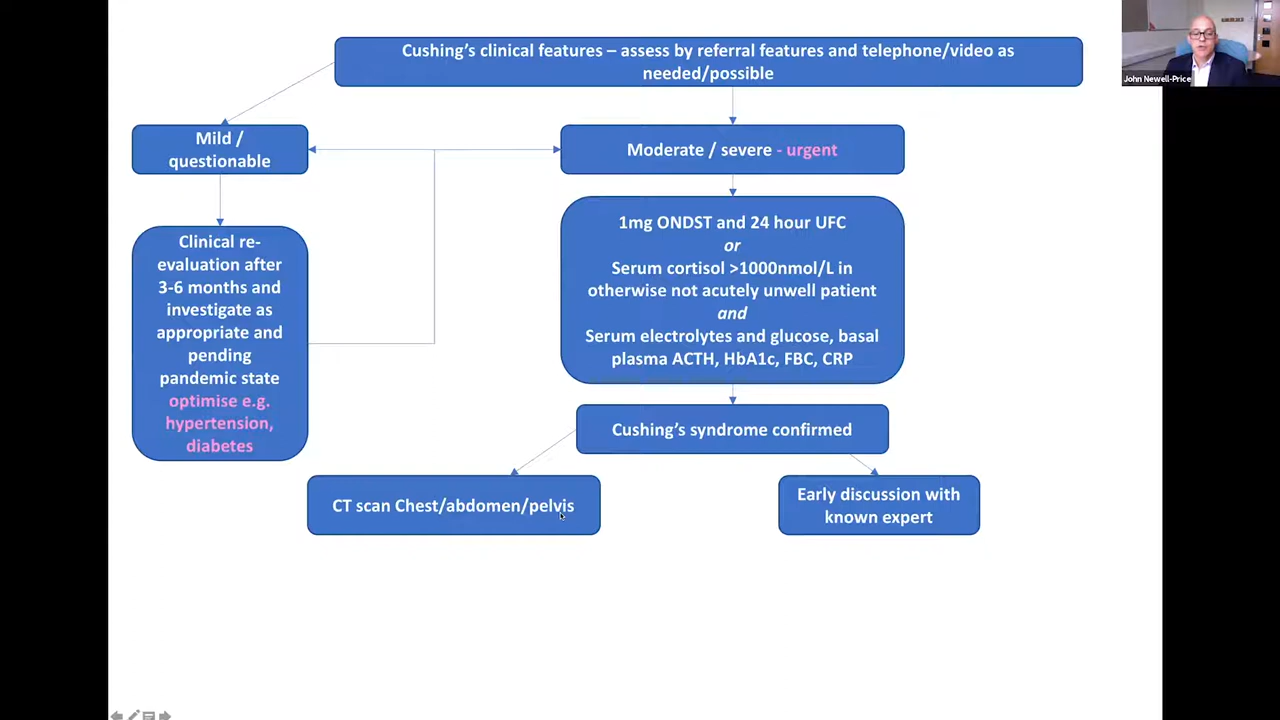 Cushing's clinical features – assess by referral features and telephone/video as
needed/possible
John Newell-Price
Mild /
questionable
Moderate / severe - urgent
Clinical re-
evaluation after
3-6 months and
investigate as
appropriate and
pending
pandemic state
optimise e.g.
hypertension,
diabetes
1mg ONDST and 24 hour UFC
or
Serum cortisol >1000nmol/L in
otherwise not acutely unwell patient
and
Serum electrolytes and glucose, basal
plasma ACTH, HbA1c, FBC, CRP
Cushing's syndrome confirmed
CT scan Chest/abdomen/pelvis
Early discussion with
known expert